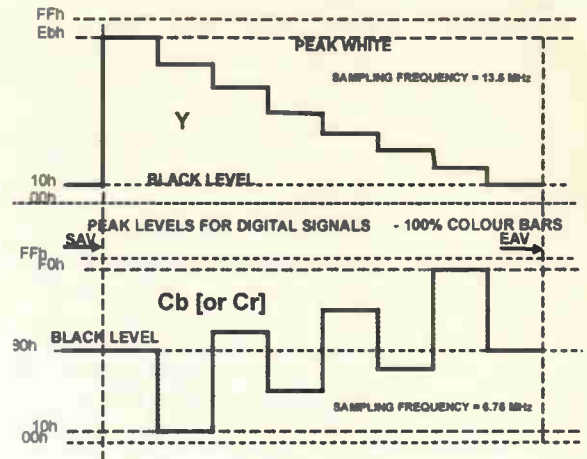 FFh
Ebh
PEAK WHITE
SAMPLING FREQUENCY = 13.5 MHz
Y
10h
BLACK LEVEL
00h
PEAK LEVELS FOR DIGITAL SIGNALS - 100% COLOUR BARS
SAV
EAV
FFh
F0h
Cb [or Cr]
BLACK LEVEL
80h
SAMPLING FREQUENCY = 6.75 MHz
10h
00h